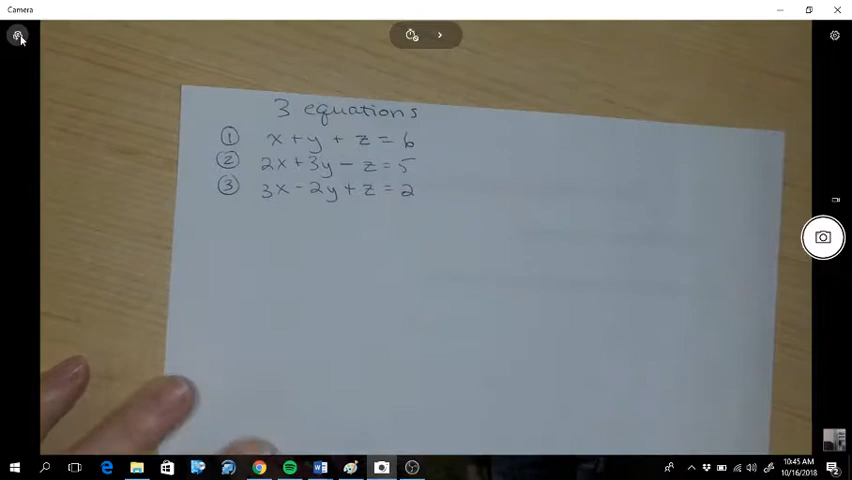 Camera
3 equations
① x + y + z = 6
② 2x + 3y - z = 5
③ 3x - 2y + z = 2
10:45 AM
10/16/2018